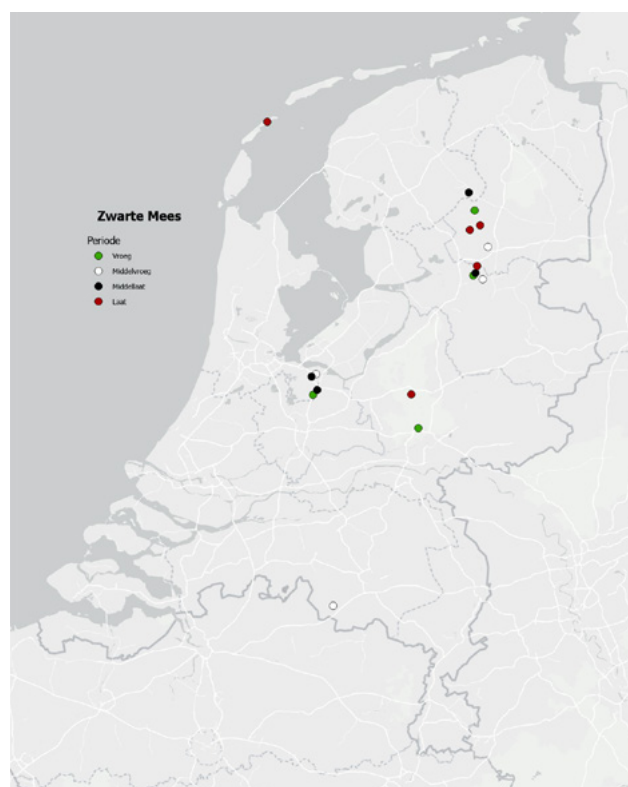 Zwarte Mees
Periode
Vroeg
Middelvroeg
Middellaat
Laat